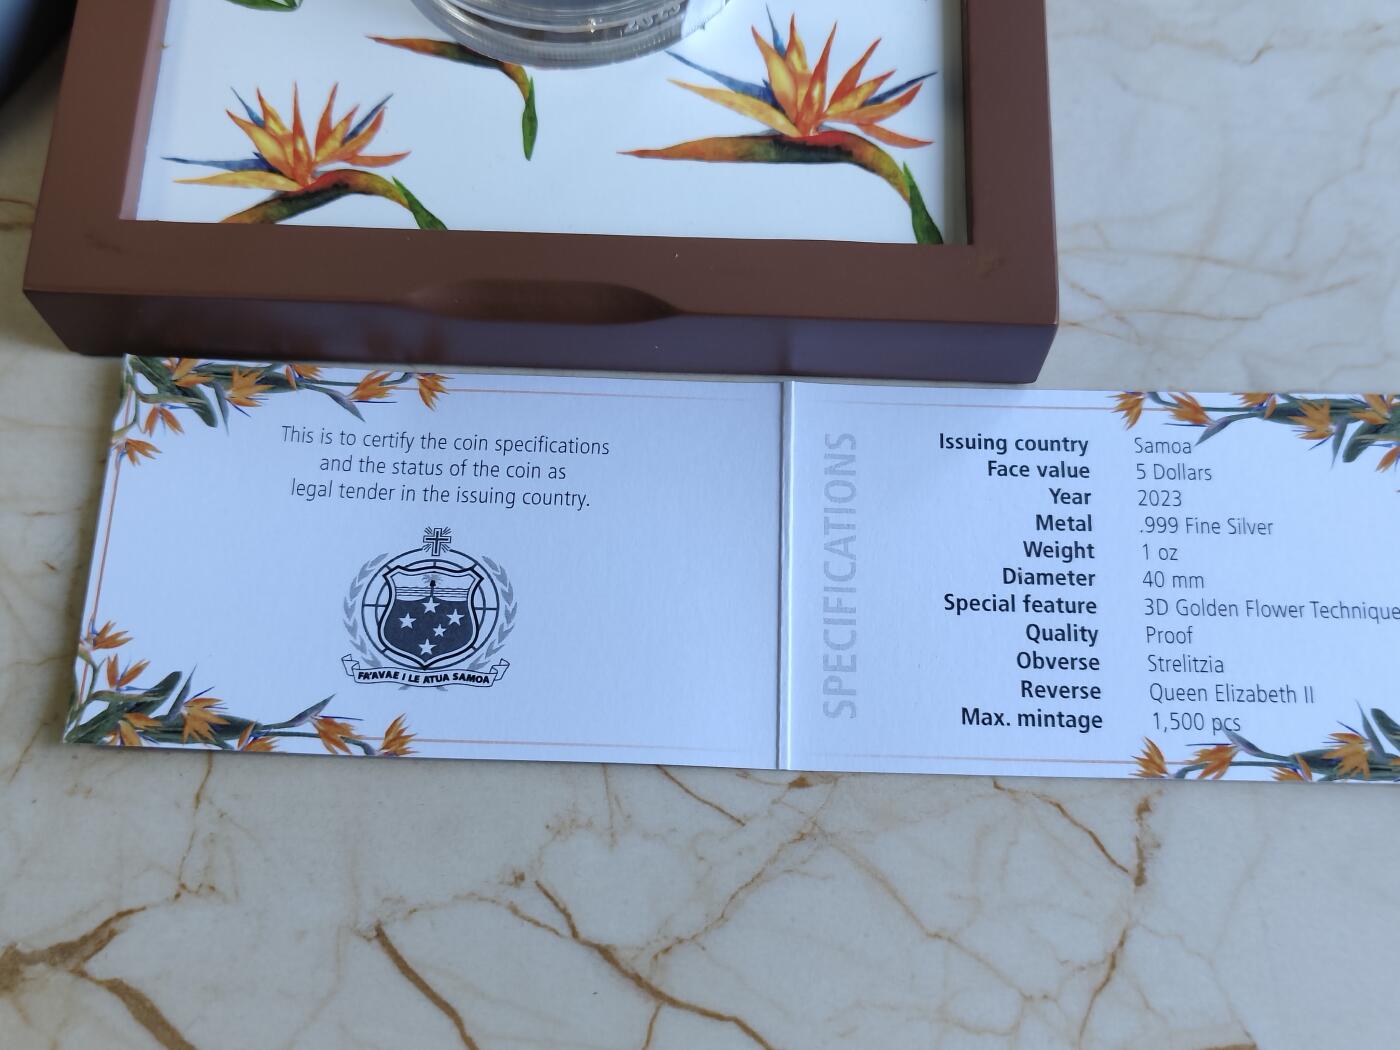 This is to certify the coin specifications
and the status of the coin as
legal tender in the issuing country.
FA'AVAE I LE ATUA SAMOA
SPECIFICATIONS
Issuing country Samoa
Face value 5 Dollars
Year 2023
Metal .999 Fine Silver
Weight 1 oz
Diameter 40 mm
Special feature 3D Golden Flower Technique
Quality Proof
Obverse Strelitzia
Reverse Queen Elizabeth II
Max. mintage 1,500 pcs